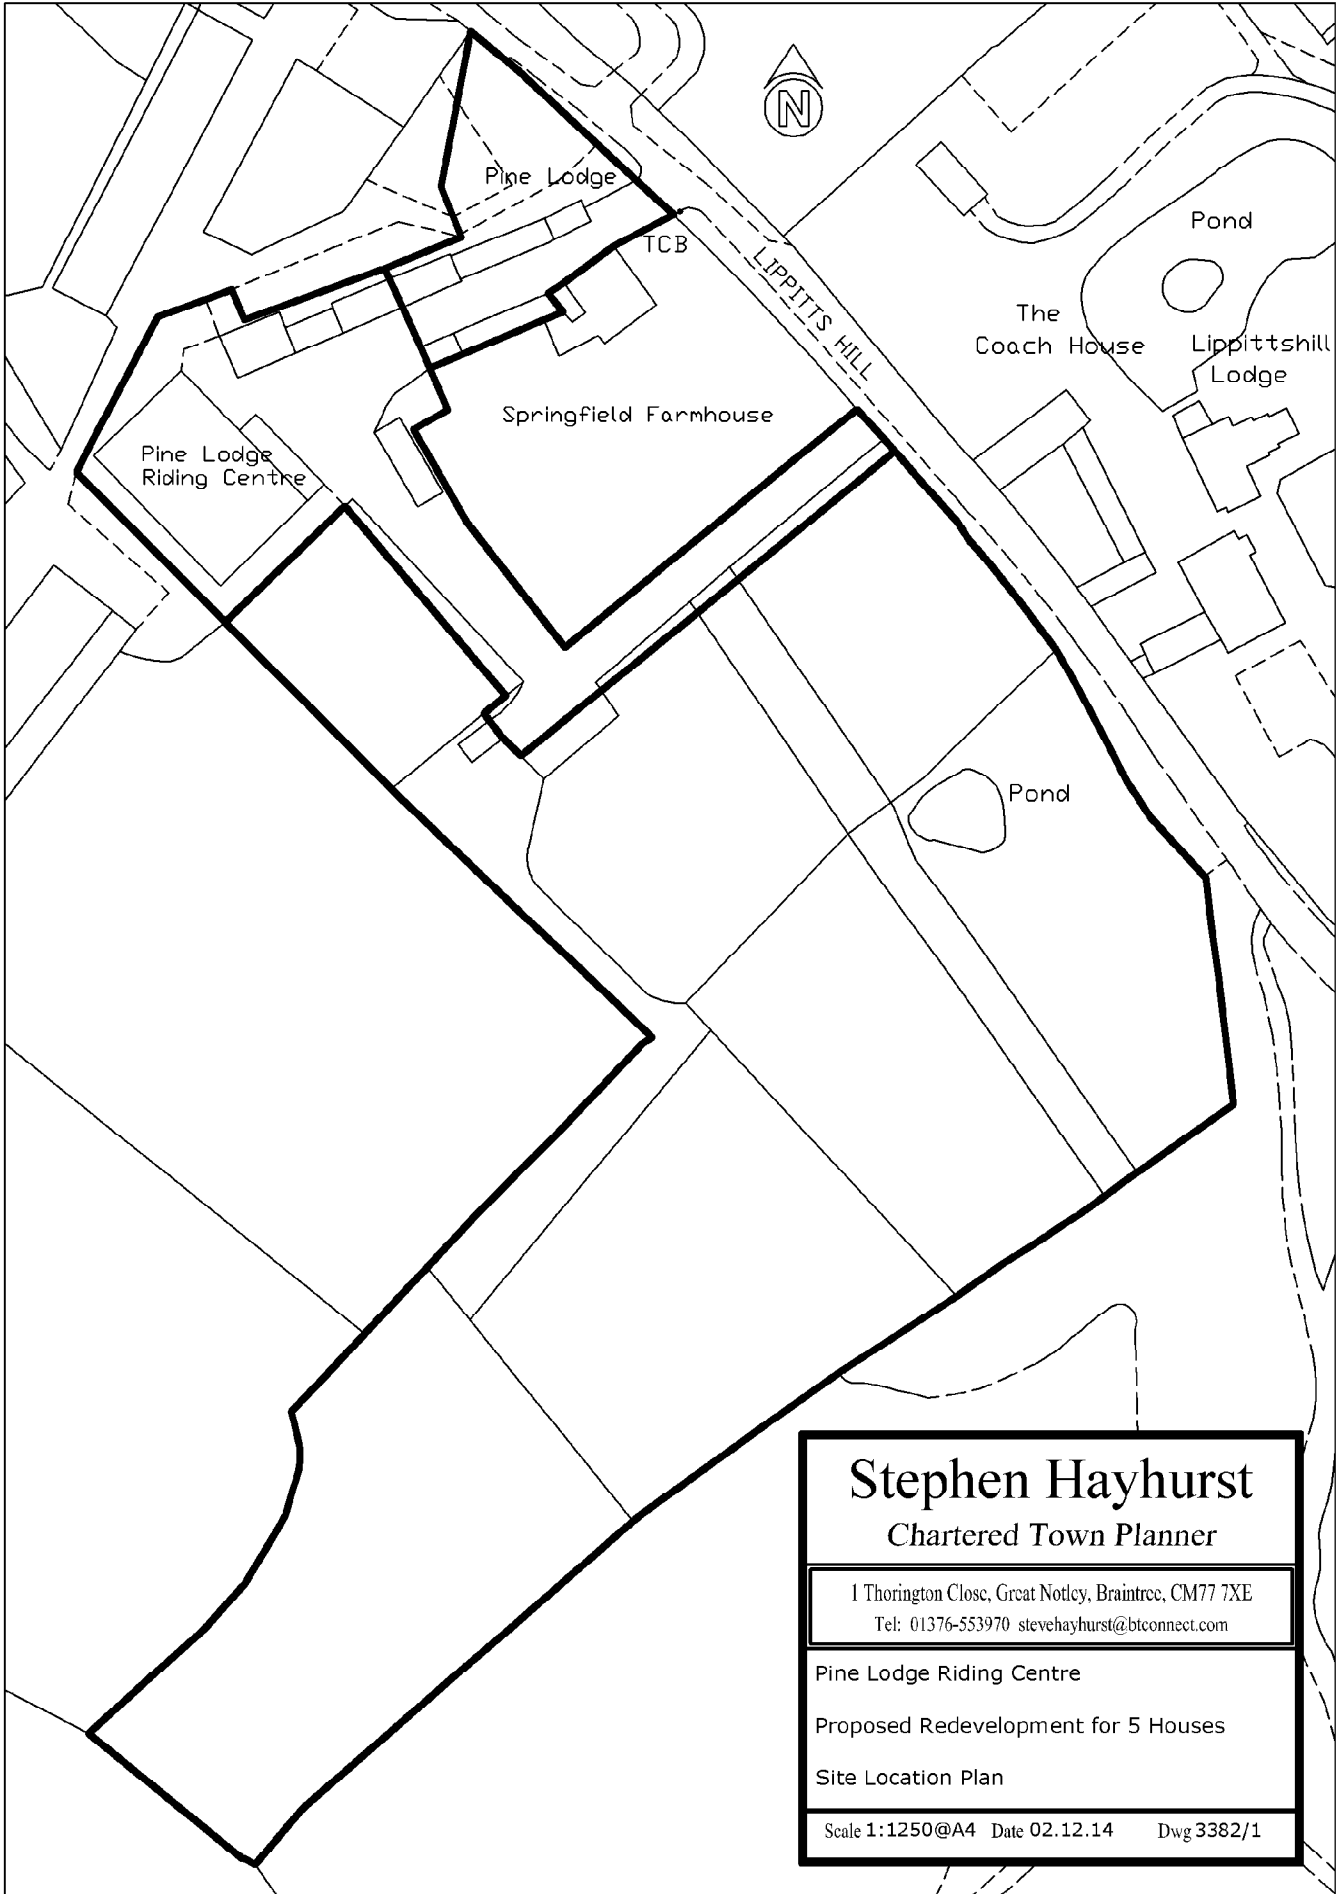 N
Pine Lodge
TCB
LIPPITTS HILL
Pond
The
Coach House
Lippittshill
Lodge
Springfield Farmhouse
Pine Lodge
Riding Centre
Pond
Stephen Hayhurst
Chartered Town Planner
1 Thorington Close, Great Notley, Braintree, CM77 7XE
Tel: 01376-553970 stevehayhurst@btconnect.com
Pine Lodge Riding Centre
Proposed Redevelopment for 5 Houses
Site Location Plan
Scale 1:1250@A4 Date 02.12.14 Dwg 3382/1